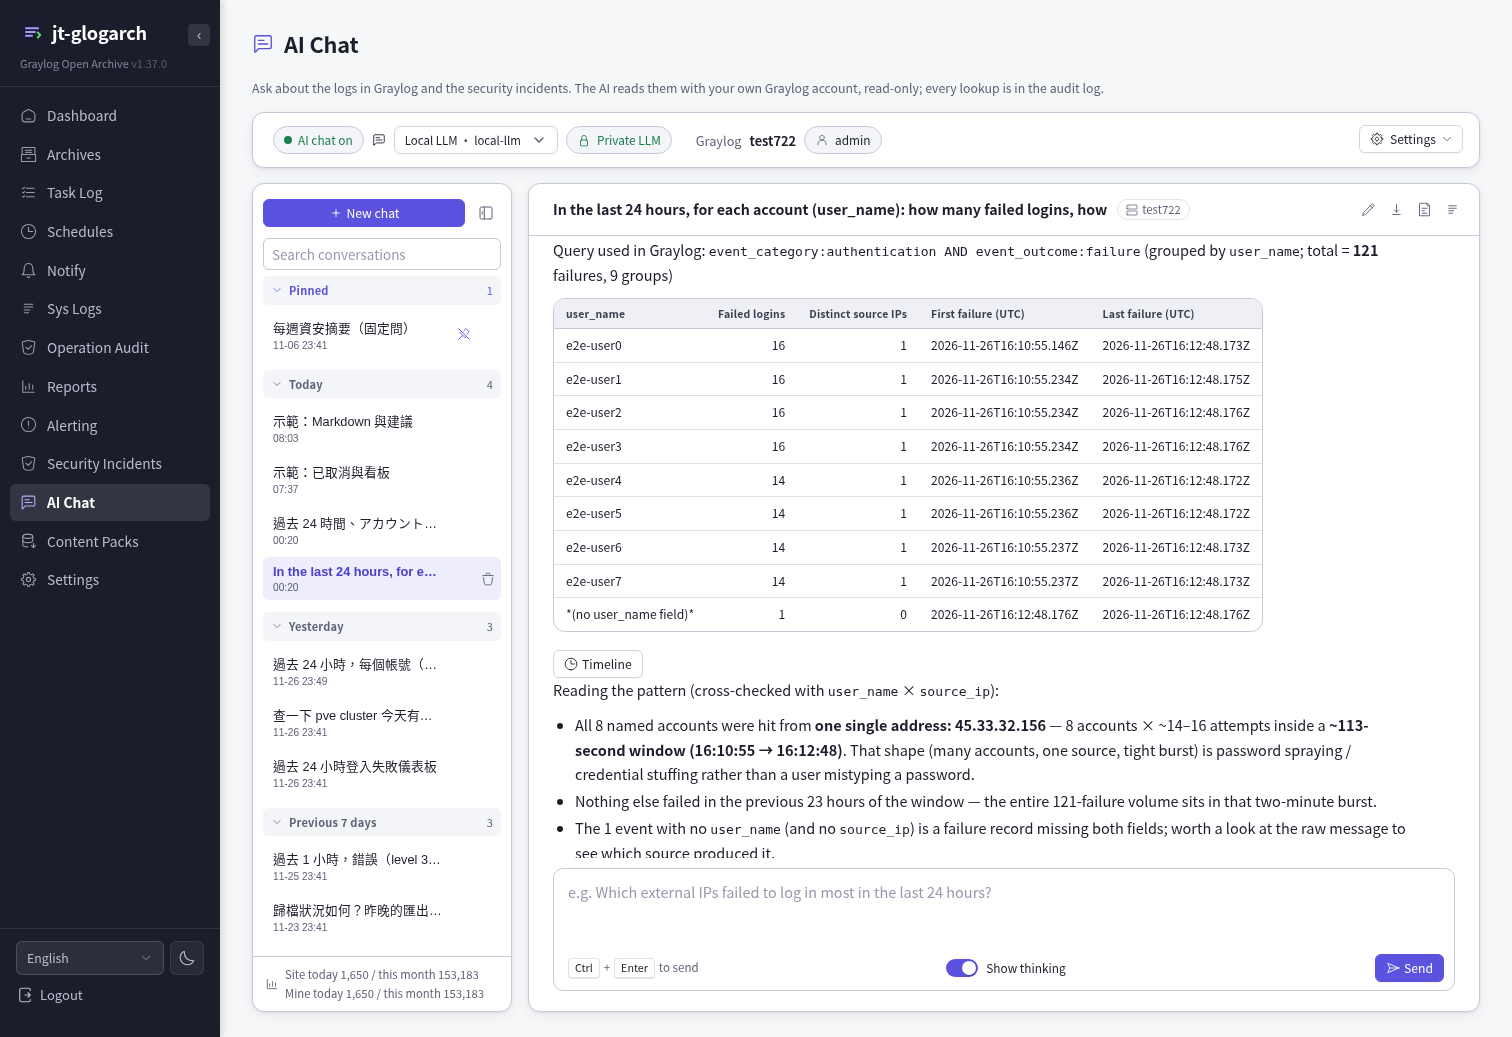 jt-glogarch
Graylog Open Archive v1.37.0
Dashboard
Archives
Task Log
Schedules
Notify
Sys Logs
Operation Audit
Reports
Alerting
Security Incidents
AI Chat
Content Packs
Settings
English
Logout
AI Chat
Ask about the logs in Graylog and the security incidents. The AI reads them with your own Graylog account, read-only; every lookup is in the audit log.
AI chat on
Local LLM • local-llm
Private LLM
Graylog test722
admin
Settings
+ New chat
Search conversations
Pinned 1
每週資安摘要（固定問）
11-06 23:41
Today 4
示範：Markdown 與建議
08:03
示範：已取消與看板
07:37
過去 24 時間、アカウント…
00:20
In the last 24 hours, for e…
00:20
Yesterday 3
過去 24 小時，每個帳號（…
11-26 23:49
查一下 pve cluster 今天有…
11-26 23:41
過去 24 小時登入失敗儀表板
11-26 23:41
Previous 7 days 3
過去 1 小時，錯誤（level 3…
11-25 23:41
歸檔狀況如何？昨晚的匯出…
11-23 23:41
Site today 1,650 / this month 153,183
Mine today 1,650 / this month 153,183
In the last 24 hours, for each account (user_name): how many failed logins, how
test722
Query used in Graylog: event_category:authentication AND event_outcome:failure (grouped by user_name; total = 121
failures, 9 groups)
user_name Failed logins Distinct source IPs First failure (UTC) Last failure (UTC)
e2e-user0 16 1 2026-11-26T16:10:55.146Z 2026-11-26T16:12:48.173Z
e2e-user1 16 1 2026-11-26T16:10:55.234Z 2026-11-26T16:12:48.175Z
e2e-user2 16 1 2026-11-26T16:10:55.234Z 2026-11-26T16:12:48.176Z
e2e-user3 16 1 2026-11-26T16:10:55.234Z 2026-11-26T16:12:48.176Z
e2e-user4 14 1 2026-11-26T16:10:55.236Z 2026-11-26T16:12:48.172Z
e2e-user5 14 1 2026-11-26T16:10:55.236Z 2026-11-26T16:12:48.172Z
e2e-user6 14 1 2026-11-26T16:10:55.237Z 2026-11-26T16:12:48.173Z
e2e-user7 14 1 2026-11-26T16:10:55.237Z 2026-11-26T16:12:48.173Z
*(no user_name field)* 1 0 2026-11-26T16:12:48.176Z 2026-11-26T16:12:48.176Z
Timeline
Reading the pattern (cross-checked with user_name × source_ip):
• All 8 named accounts were hit from one single address: 45.33.32.156 — 8 accounts × ~14–16 attempts inside a ~113-
second window (16:10:55 → 16:12:48). That shape (many accounts, one source, tight burst) is password spraying /
credential stuffing rather than a user mistyping a password.
• Nothing else failed in the previous 23 hours of the window — the entire 121-failure volume sits in that two-minute burst.
• The 1 event with no user_name (and no source_ip) is a failure record missing both fields; worth a look at the raw message to
see which source produced it.
e.g. Which external IPs failed to log in most in the last 24 hours?
Ctrl + Enter to send
Show thinking
Send